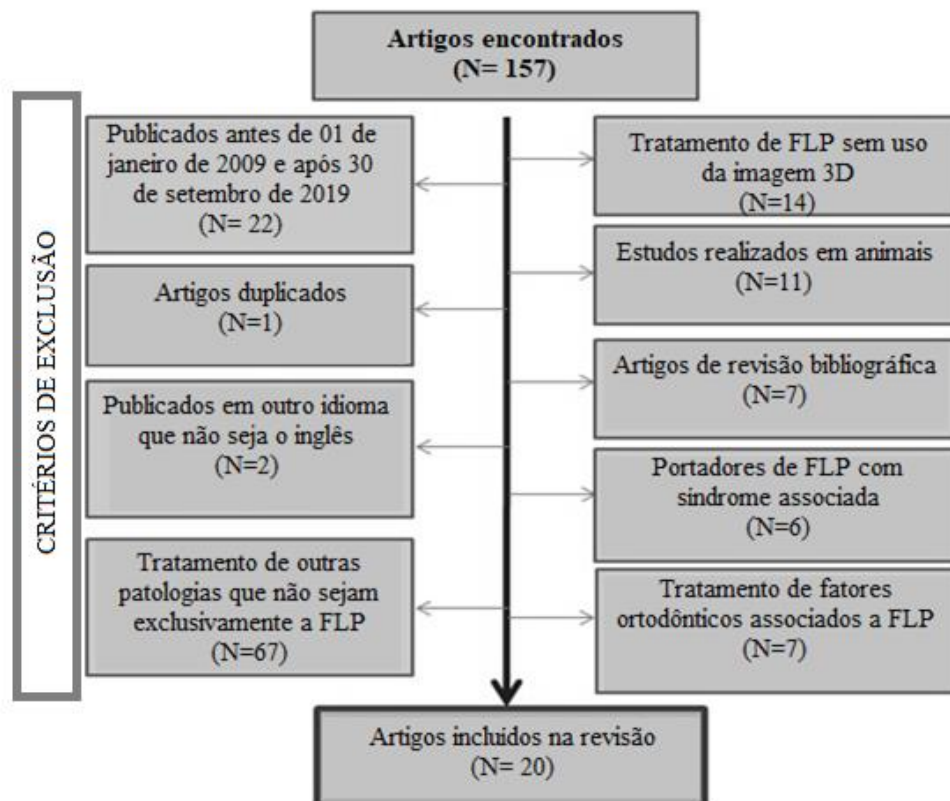 Artigos encontrados
(N= 157)
CRITÉRIOS DE EXCLUSÃO
Publicados antes de 01 de
janeiro de 2009 e após 30
de setembro de 2019
(N= 22)
Artigos duplicados
(N=1)
Publicados em outro idioma
que não seja o inglês
(N=2)
Tratamento de outras
patologias que não sejam
exclusivamente a FLP
(N=67)
Tratamento de FLP sem uso
da imagem 3D
(N=14)
Estudos realizados em animais
(N=11)
Artigos de revisão bibliográfica
(N=7)
Portadores de FLP com
síndrome associada
(N=6)
Tratamento de fatores
ortodônticos associados a FLP
(N=7)
Artigos incluidos na revisão
(N= 20)